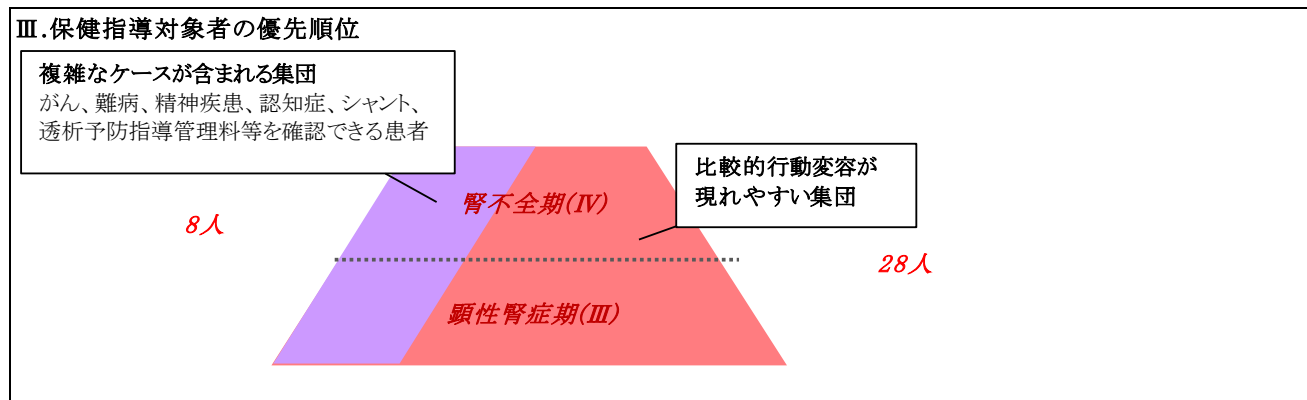 Ⅲ.保健指導対象者の優先順位
複雑なケースが含まれる集団
がん、難病、精神疾患、認知症、シャント、
透析予防指導管理料等を確認できる患者
比較的行動変容が
現れやすい集団
腎不全期(Ⅳ)
8人
28人
顕性腎症期(Ⅲ)